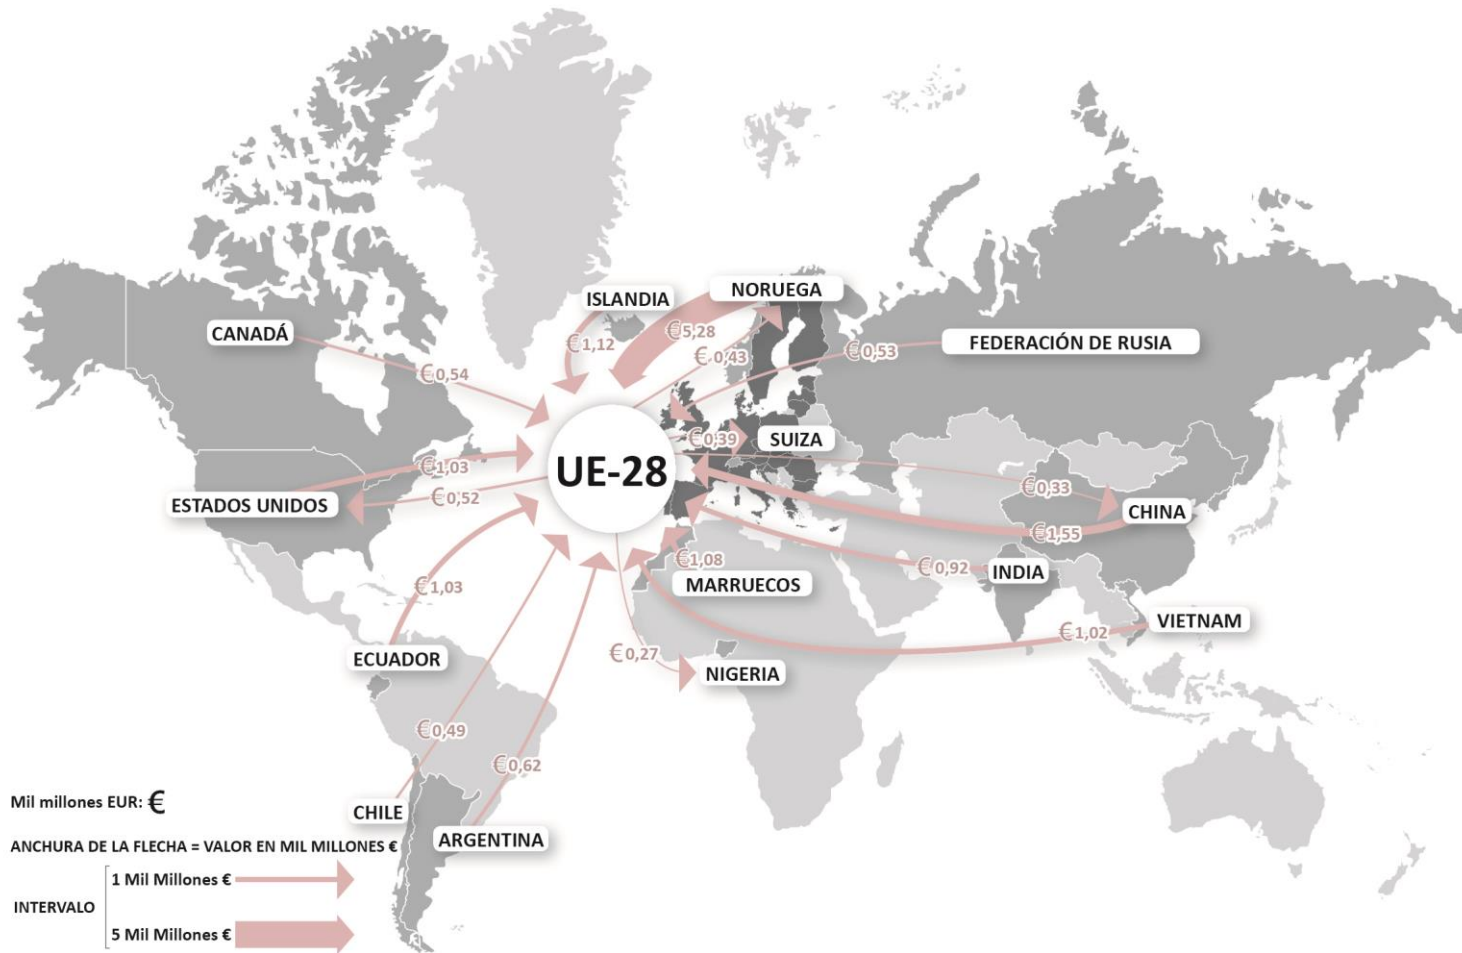 ISLANDIA
NORUEGA
CANADÁ
€1,12
€5,28
€0,43
€0,53
FEDERACIÓN DE RUSIA
€0,54
€0,39
SUIZA
€1,03
UE-28
ESTADOS UNIDOS
€0,52
€0,33
CHINA
€1,55
€1,08
€0,92
INDIA
€1,03
MARRUECOS
VIETNAM
€1,02
ECUADOR
€0,27
NIGERIA
€0,49
€0,62
Mil millones EUR: €
CHILE
ARGENTINA
ANCHURA DE LA FLECHA = VALOR EN MIL MILLONES €
1 Mil Millones €
INTERVALO
5 Mil Millones €